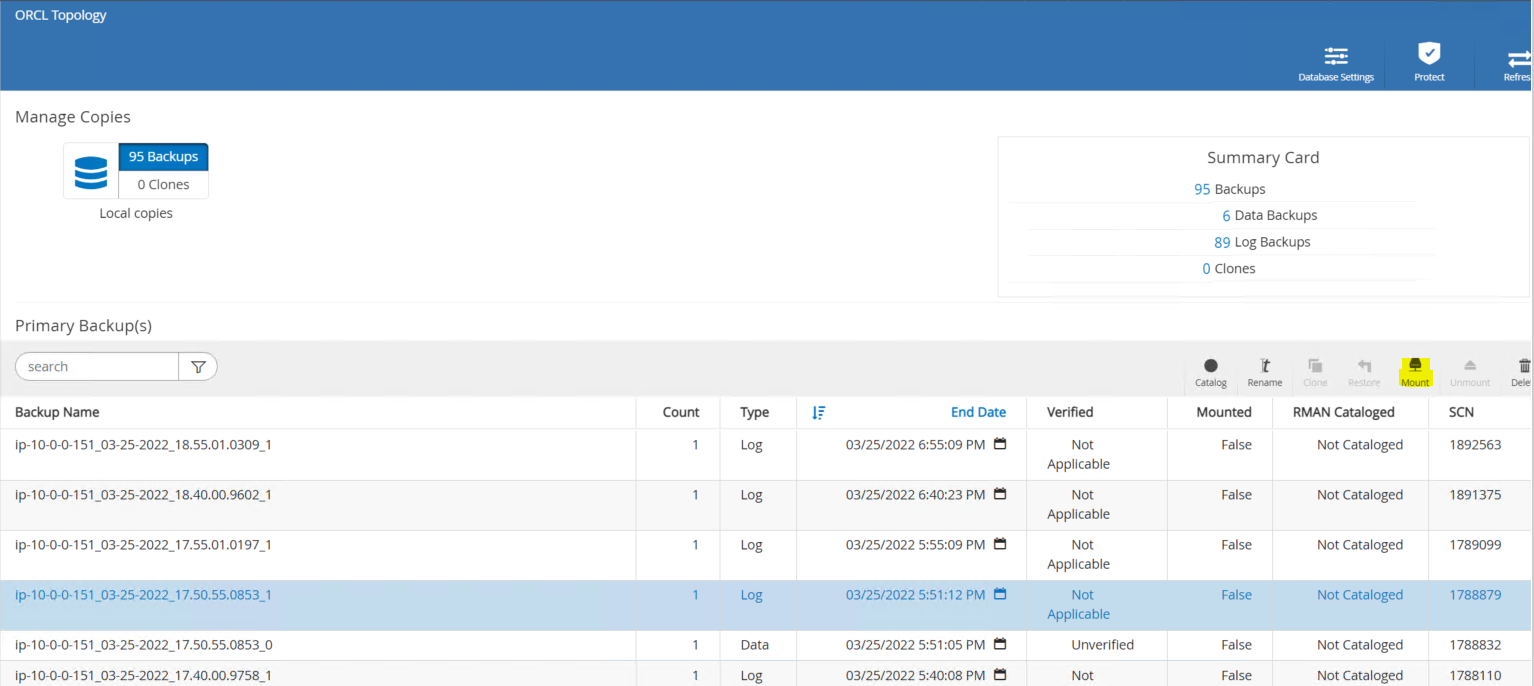 ORCL Topology
Database Settings
Protect
Refres
Manage Copies
95 Backups
0 Clones
Local copies
Summary Card
95 Backups
6 Data Backups
89 Log Backups
0 Clones
Primary Backup(s)
search
Catalog Rename Clone Restore Mount Unmount Delet
Backup Name Count Type End Date Verified Mounted RMAN Cataloged SCN
ip-10-0-0-151_03-25-2022_18.55.01.0309_1 1 Log 03/25/2022 6:55:09 PM Not False Not Cataloged 1892563
Applicable
ip-10-0-0-151_03-25-2022_18.40.00.9602_1 1 Log 03/25/2022 6:40:23 PM Not False Not Cataloged 1891375
Applicable
ip-10-0-0-151_03-25-2022_17.55.01.0197_1 1 Log 03/25/2022 5:55:09 PM Not False Not Cataloged 1789099
Applicable
ip-10-0-0-151_03-25-2022_17.50.55.0853_1 1 Log 03/25/2022 5:51:12 PM Not False Not Cataloged 1788879
Applicable
ip-10-0-0-151_03-25-2022_17.50.55.0853_0 1 Data 03/25/2022 5:51:05 PM Unverified False Not Cataloged 1788832
ip-10-0-0-151_03-25-2022_17.40.00.9758_1 1 Log 03/25/2022 5:40:08 PM Not False Not Cataloged 1788110